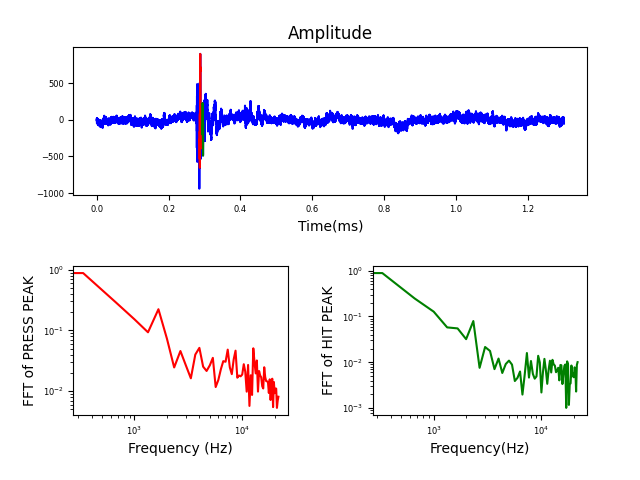 Amplitude
500
0
−500
−1000
0.0 0.2 0.4 0.6 0.8 1.0 1.2
Time(ms)
FFT of PRESS PEAK
10⁰
10⁻¹
10⁻²
10³ 10⁴
Frequency (Hz)
FFT of HIT PEAK
10⁰
10⁻¹
10⁻²
10⁻³
10³ 10⁴
Frequency(Hz)